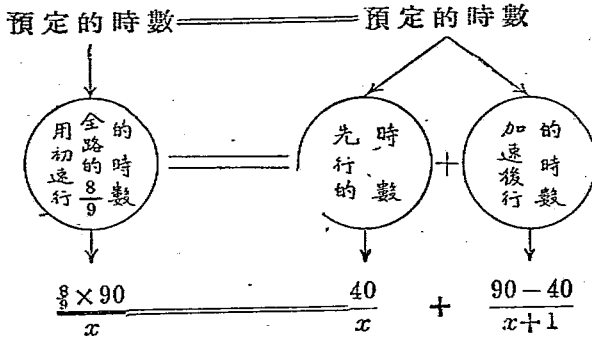 預定的時數 預定的時數
用初速行全路的 8/9 的時數 = 先行的時數 + 加速後行的時數
8/9 × 90 / x = 40 / x + 90 − 40 / x + 1